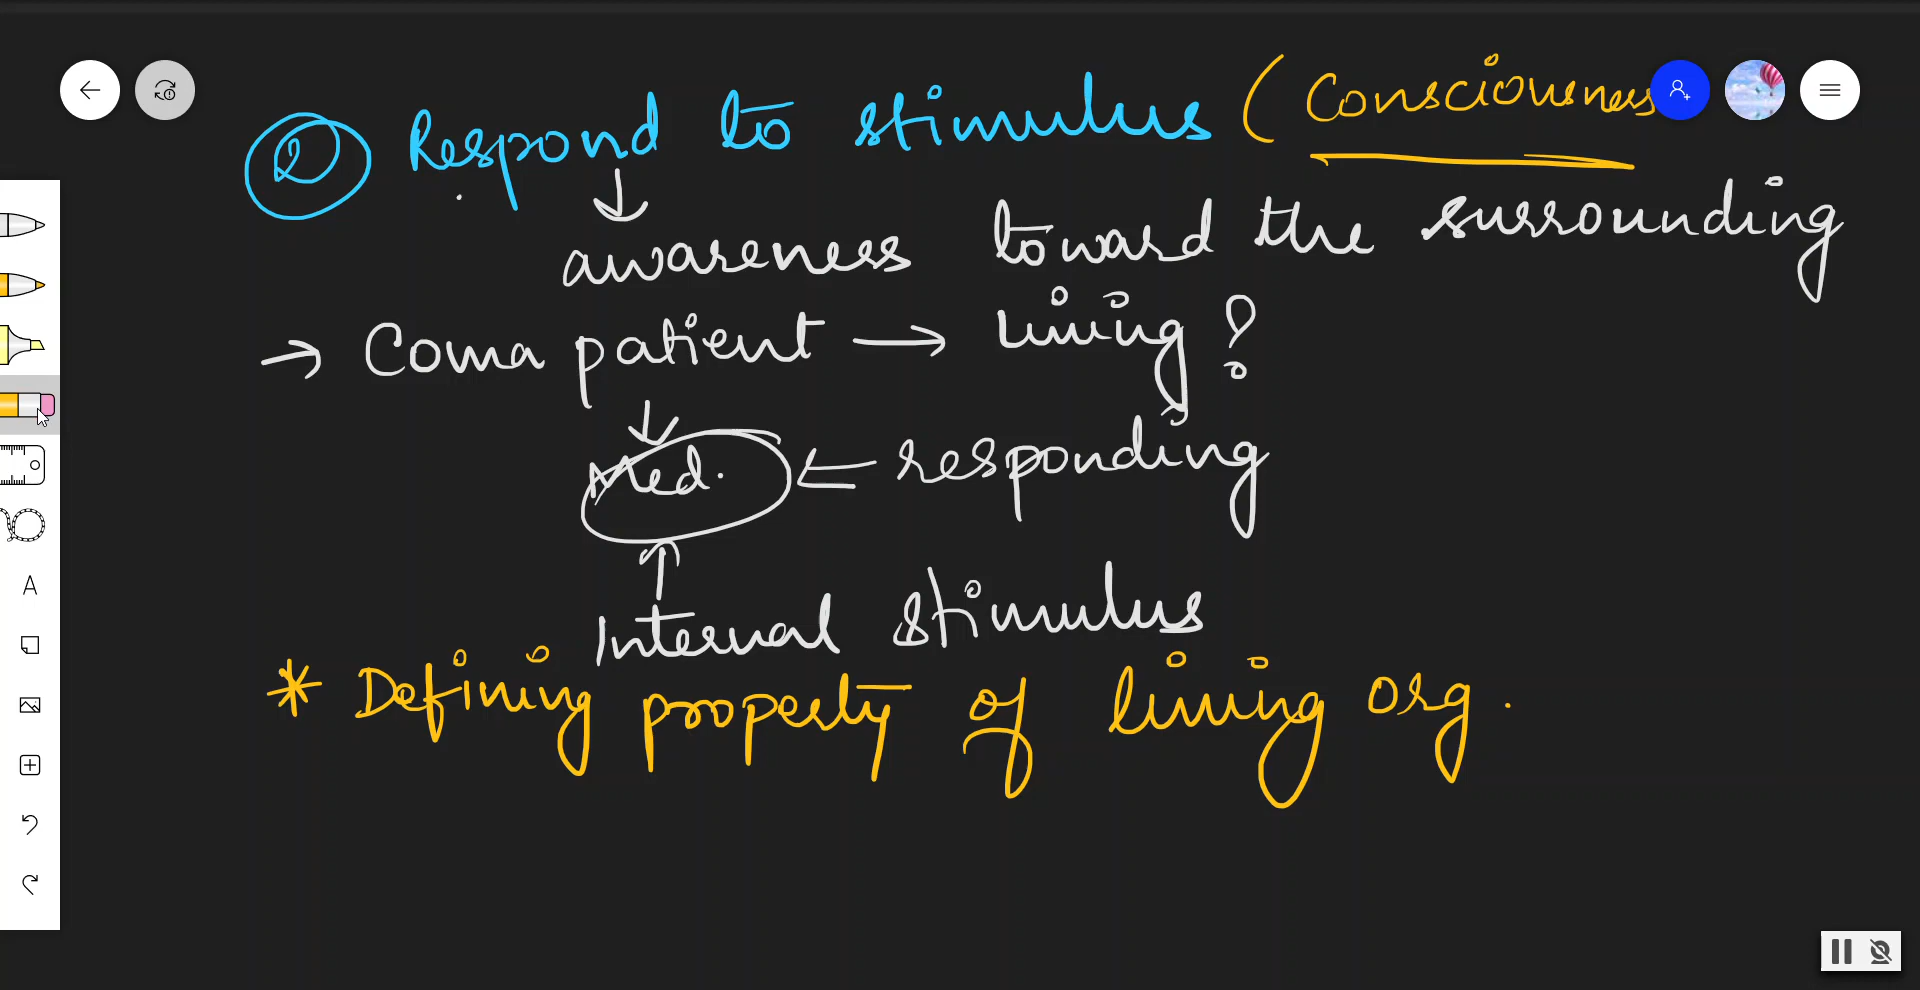 ② Respond to stimulus (Consciousness
↓
awareness toward the surrounding
→ Coma patient → living ?
↓
Med. ← responding
↑
Internal stimulus
* Defining property of living org.
A